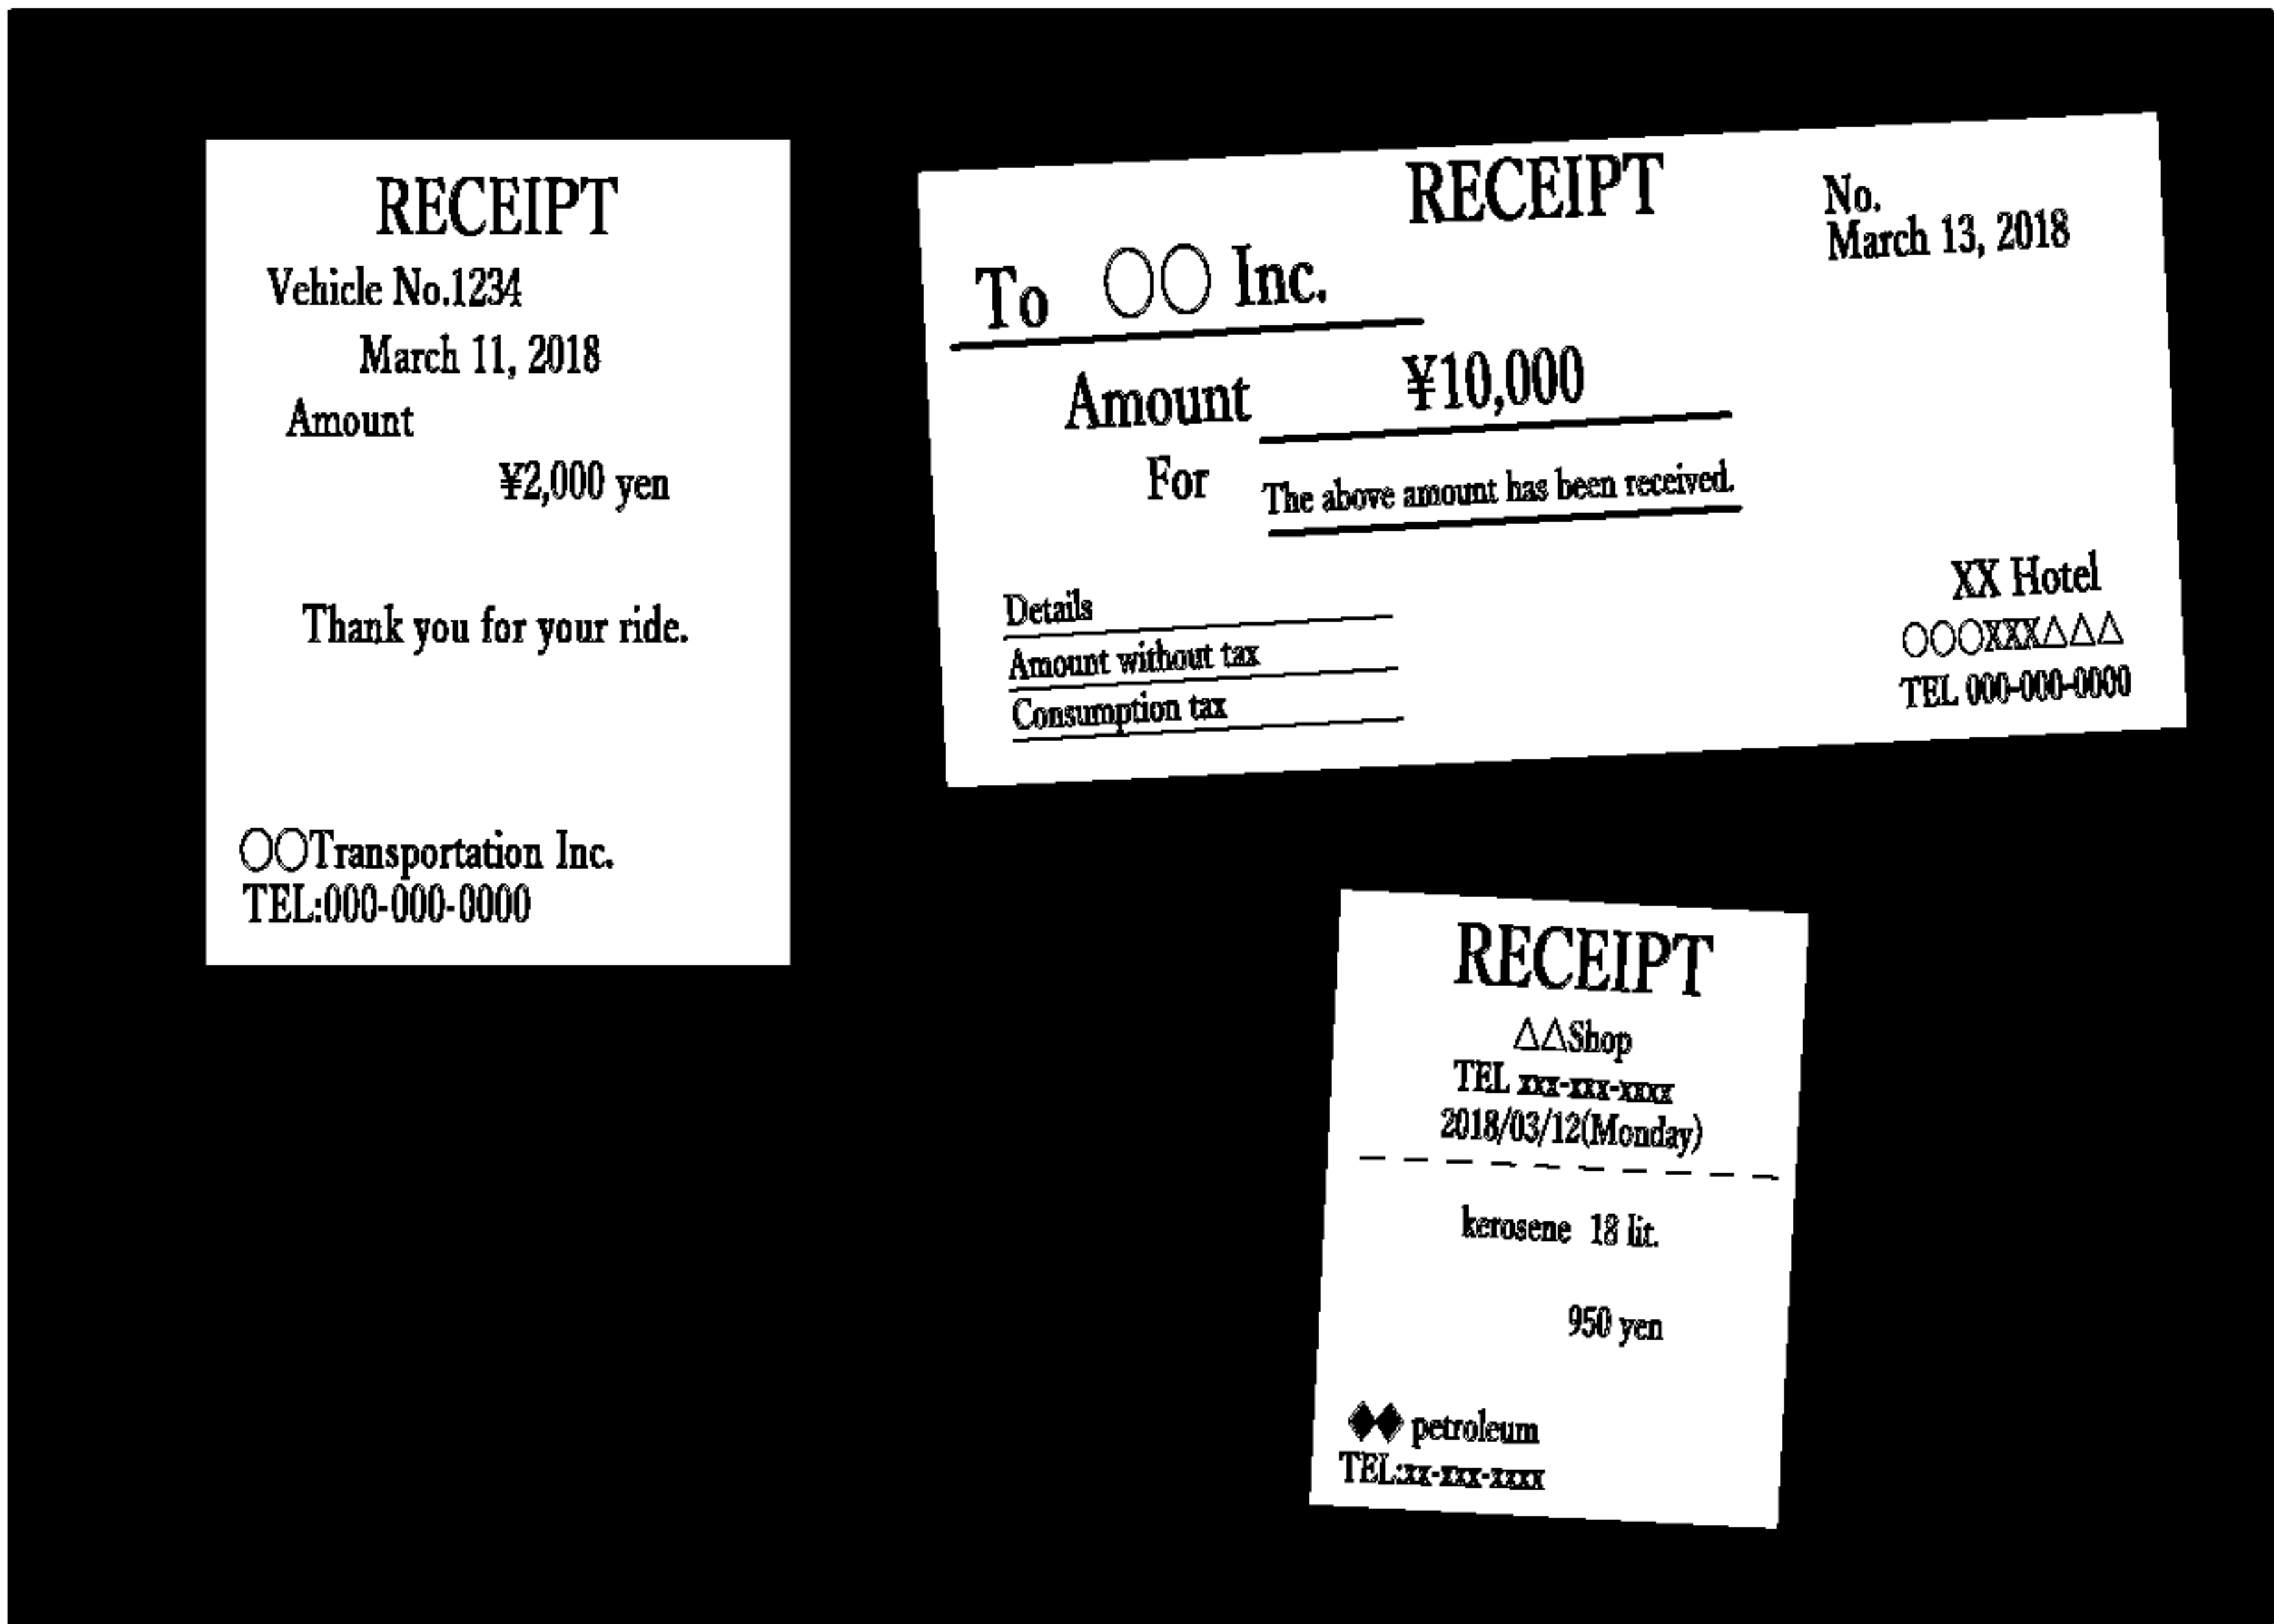 RECEIPT
Vehicle No.1234
March 11, 2018
Amount
¥2,000 yen
Thank you for your ride.
○○Transportation Inc.
TEL:000-000-0000
RECEIPT
No.
March 13, 2018
To ○○ Inc.
Amount ¥10,000
For The above amount has been received.
Details
Amount without tax
Consumption tax
XX Hotel
○○○XXX△△△
TEL 000-000-0000
RECEIPT
△△Shop
TEL xxx-xxx-xxxx
2018/03/12(Monday)
kerosene 18 lit.
950 yen
◆◆ petroleum
TEL:xx-xxx-xxxx